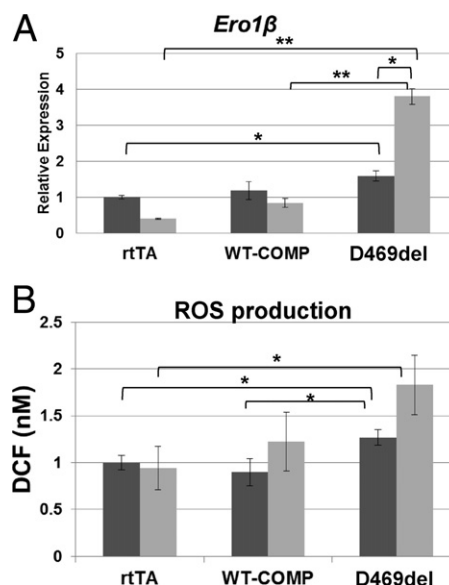 A
Ero1β
Relative Expression
5
4
3
2
1
0
**
*
**
*
rtTA
WT-COMP
D469del
B
ROS production
DCF (nM)
2.5
2
1.5
1
0.5
0
*
*
*
rtTA
WT-COMP
D469del